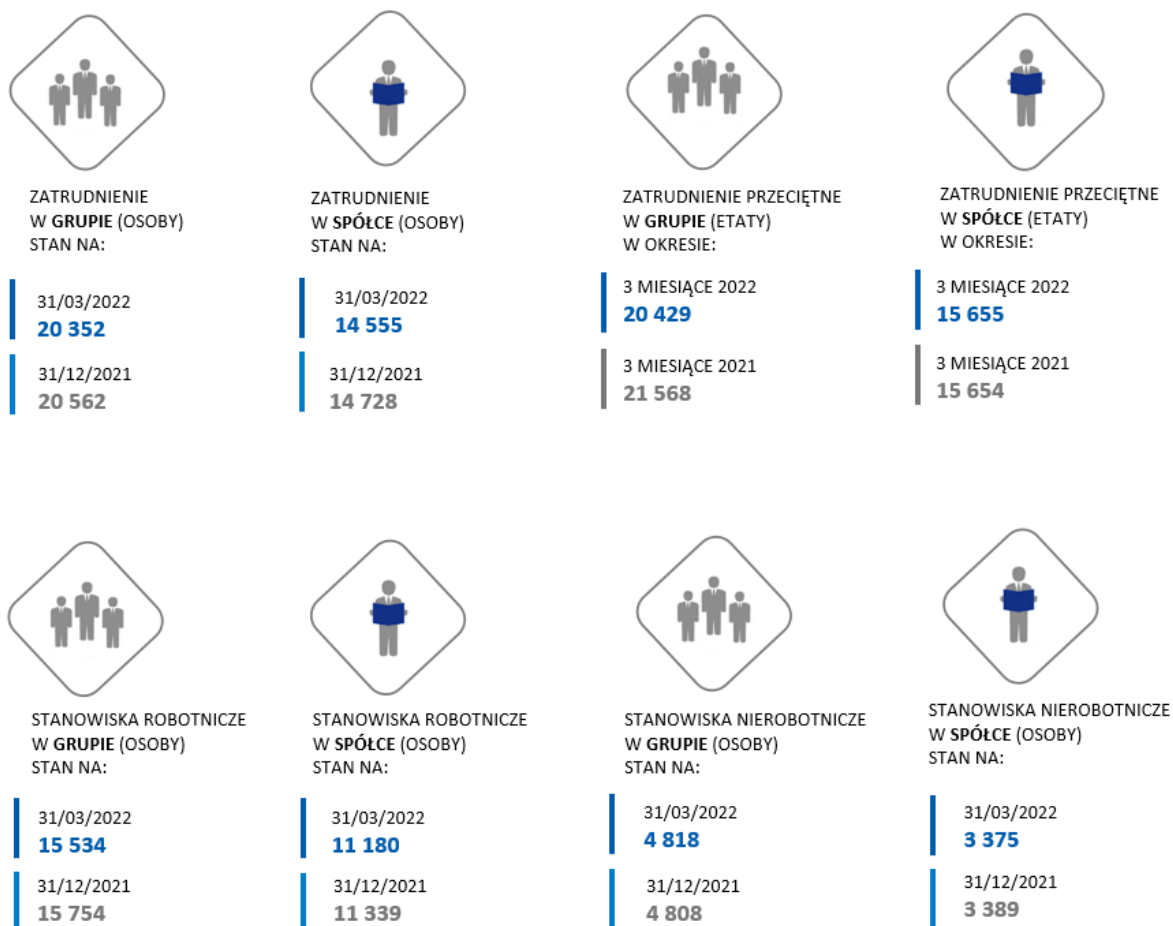 ZATRUDNIENIE
W GRUPIE (OSOBY)
STAN NA:
31/03/2022
20 352
31/12/2021
20 562
ZATRUDNIENIE
W SPÓŁCE (OSOBY)
STAN NA:
31/03/2022
14 555
31/12/2021
14 728
ZATRUDNIENIE PRZECIĘTNE
W GRUPIE (ETATY)
W OKRESIE:
3 MIESIĄCE 2022
20 429
3 MIESIĄCE 2021
21 568
ZATRUDNIENIE PRZECIĘTNE
W SPÓŁCE (ETATY)
W OKRESIE:
3 MIESIĄCE 2022
15 655
3 MIESIĄCE 2021
15 654
STANOWISKA ROBOTNICZE
W GRUPIE (OSOBY)
STAN NA:
31/03/2022
15 534
31/12/2021
15 754
STANOWISKA ROBOTNICZE
W SPÓŁCE (OSOBY)
STAN NA:
31/03/2022
11 180
31/12/2021
11 339
STANOWISKA NIEROBOTNICZE
W GRUPIE (OSOBY)
STAN NA:
31/03/2022
4 818
31/12/2021
4 808
STANOWISKA NIEROBOTNICZE
W SPÓŁCE (OSOBY)
STAN NA:
31/03/2022
3 375
31/12/2021
3 389